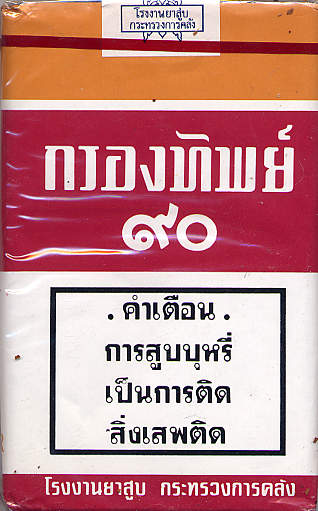 โรงงานยาสูบ
กระทรวงการคลัง
กรองทิพย์
๙๐
. คำเตือน .
การสูบบุหรี่
เป็นการติด
สิ่งเสพติด
โรงงานยาสูบ กระทรวงการคลัง